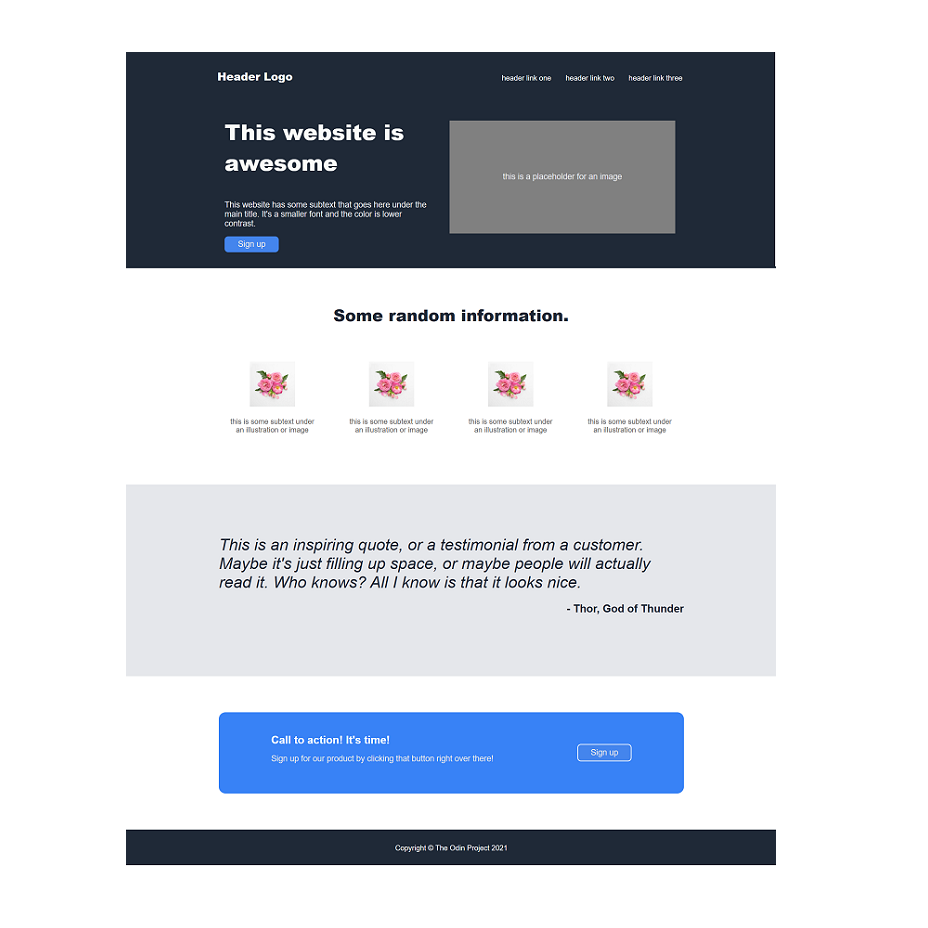 Header Logo
header link one
header link two
header link three
This website is
awesome
This website has some subtext that goes here under the
main title. It's a smaller font and the color is lower
contrast.
Sign up
this is a placeholder for an image
Some random information.
this is some subtext under
an illustration or image
this is some subtext under
an illustration or image
this is some subtext under
an illustration or image
this is some subtext under
an illustration or image
This is an inspiring quote, or a testimonial from a customer.
Maybe it's just filling up space, or maybe people will actually
read it. Who knows? All I know is that it looks nice.
- Thor, God of Thunder
Call to action! It's time!
Sign up for our product by clicking that button right over there!
Sign up
Copyright © The Odin Project 2021